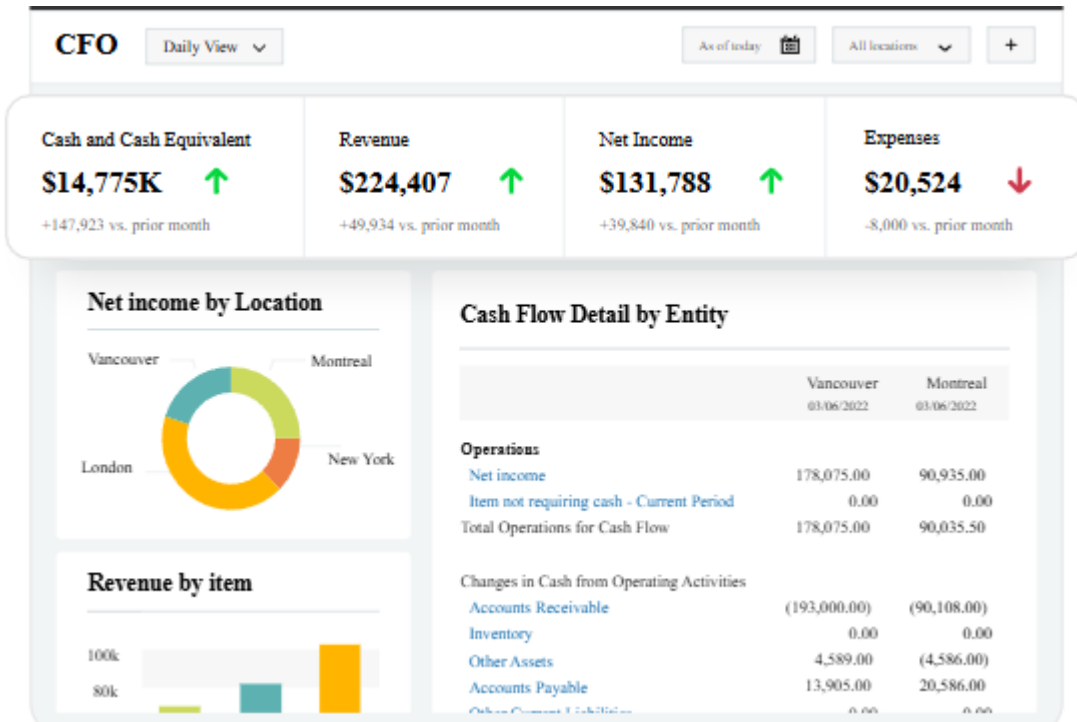 CFO Daily View As of today All locations +
Cash and Cash Equivalent Revenue Net Income Expenses
$14,775K $224,407 $131,788 $20,524
+147,923 vs. prior month +49,934 vs. prior month +39,840 vs. prior month -8,000 vs. prior month
Net income by Location
Vancouver Montreal
London New York
Revenue by item
100k
80k
Cash Flow Detail by Entity
Vancouver Montreal
03/06/2022 03/06/2022
Operations
Net income 178,075.00 90,935.00
Item not requiring cash - Current Period 0.00 0.00
Total Operations for Cash Flow 178,075.00 90,035.50
Changes in Cash from Operating Activities
Accounts Receivable (193,000.00) (90,108.00)
Inventory 0.00 0.00
Other Assets 4,589.00 (4,586.00)
Accounts Payable 13,905.00 20,586.00
Other Current Liabilities 0.00 0.00